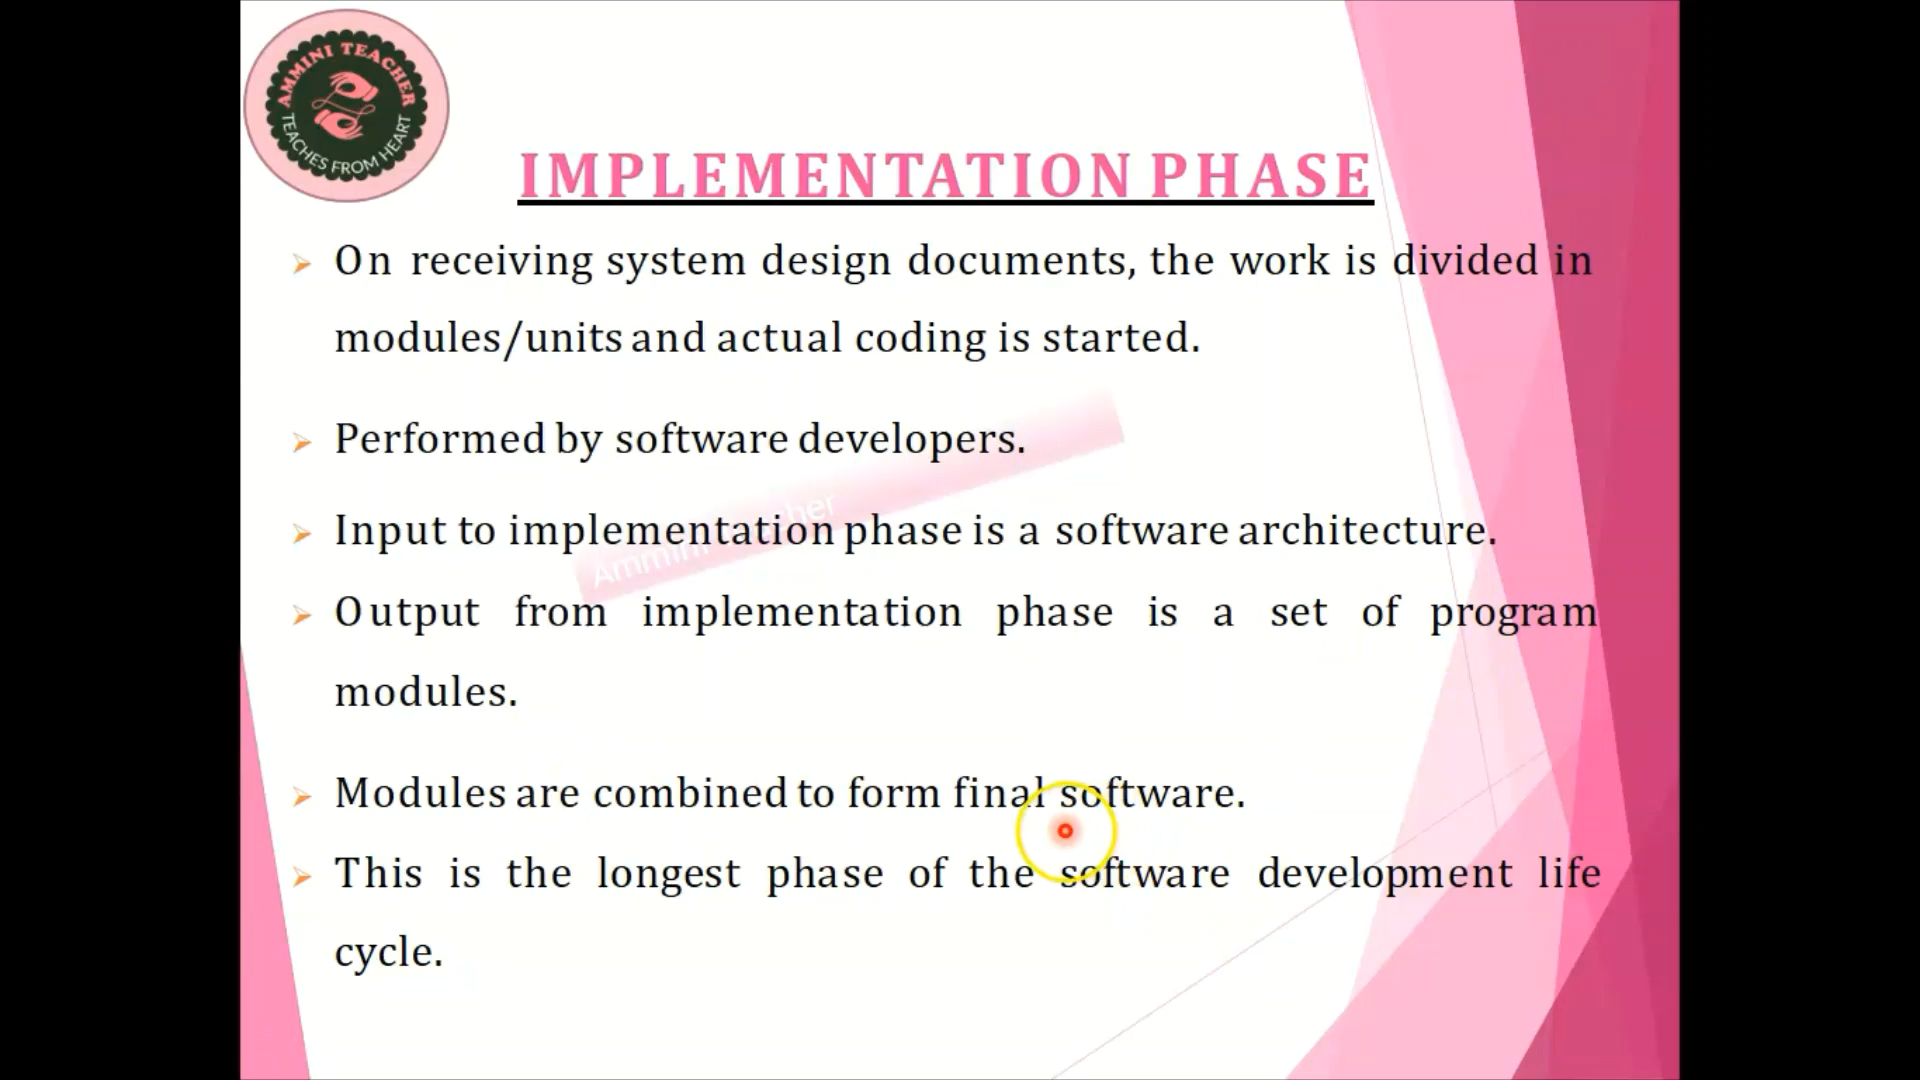 AMMINI TEACHER
TEACHES FROM HEART
IMPLEMENTATION PHASE
On receiving system design documents, the work is divided in
modules/units and actual coding is started.
Performed by software developers.
Input to implementation phase is a software architecture.
Output from implementation phase is a set of program
modules.
Modules are combined to form final software.
This is the longest phase of the software development life
cycle.